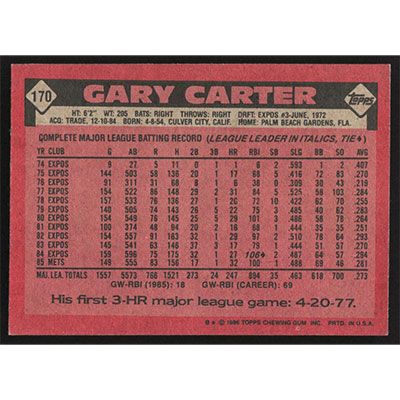 170
GARY CARTER
topps
HT: 6'2" WT: 205 BATS: RIGHT THROWS: RIGHT DRFT: EXPOS #3-JUNE, 1972
ACQ: TRADE, 12-10-84 BORN: 4-8-54, CULVER CITY, CALIF. HOME: PALM BEACH GARDENS, FLA.
COMPLETE MAJOR LEAGUE BATTING RECORD (LEAGUE LEADER IN ITALICS, TIE♦)
YR CLUB G AB R H 2B 3B HR RBI SB SLG BB SO AVG
74 EXPOS 9 27 5 11 0 1 1 6 2 .593 1 2 .407
75 EXPOS 144 503 58 136 20 1 17 68 5 .416 72 83 .270
76 EXPOS 91 311 31 68 8 1 6 38 0 .309 30 43 .219
77 EXPOS 154 522 86 148 29 2 31 84 5 .525 58 103 .284
78 EXPOS 157 533 76 136 27 1 20 72 10 .422 62 70 .255
79 EXPOS 141 505 74 143 26 5 22 75 3 .485 40 62 .283
80 EXPOS 154 549 76 145 25 5 29 101 3 .486 58 78 .264
81 EXPOS 100 374 48 94 20 2 16 68 1 .444 35 35 .251
82 EXPOS 154 557 91 163 32 1 29 97 2 .510 78 64 .293
83 EXPOS 145 541 63 146 37 3 17 79 1 .444 51 57 .270
84 EXPOS 159 596 75 175 32 1 27 106♦ 2 .487 64 57 .294
85 METS 149 555 83 156 17 1 32 100 1 .488 69 46 .281
MAJ. LEA. TOTALS 1557 5573 766 1521 273 24 247 894 35 .463 618 700 .273
GW-RBI (1985): 18 GW-RBI (CAREER): 69
His first 3-HR major league game: 4-20-77.
B★ © 1986 TOPPS CHEWING GUM, INC. PRTD. IN U.S.A.